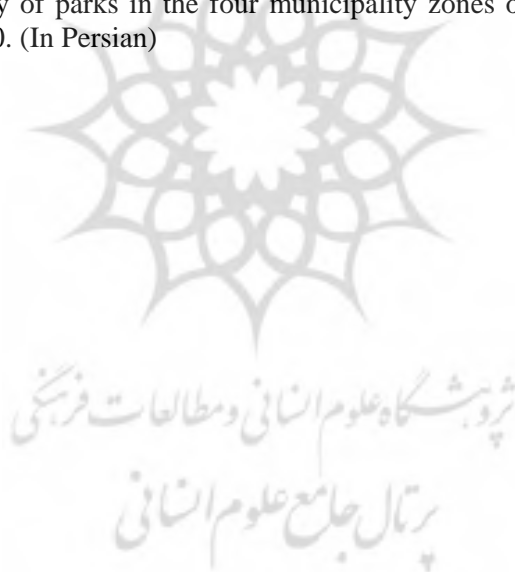 y of parks in the four municipality zones o
0. (In Persian)
پژوهشگاه علوم انسانی و مطالعات فرهنگی
پرتال جامع علوم انسانی